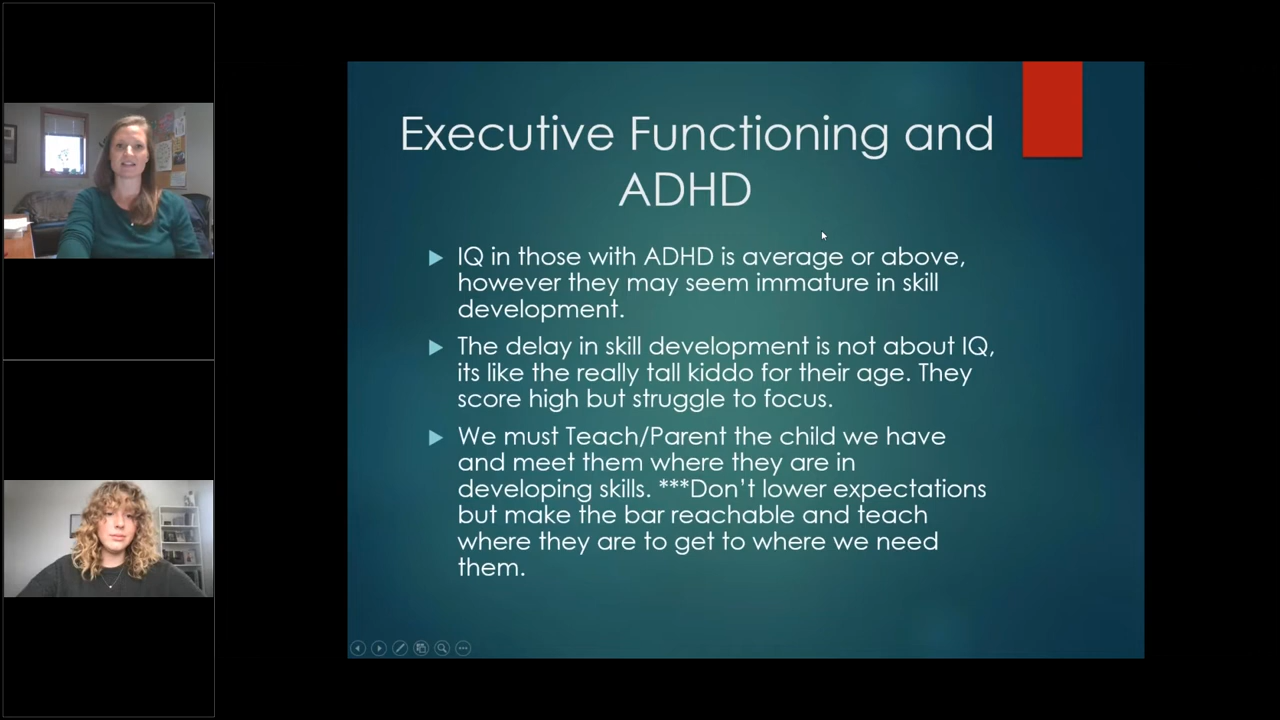 Executive Functioning and
ADHD
IQ in those with ADHD is average or above,
however they may seem immature in skill
development.
The delay in skill development is not about IQ,
its like the really tall kiddo for their age. They
score high but struggle to focus.
We must Teach/Parent the child we have
and meet them where they are in
developing skills. ***Don't lower expectations
but make the bar reachable and teach
where they are to get to where we need
them.